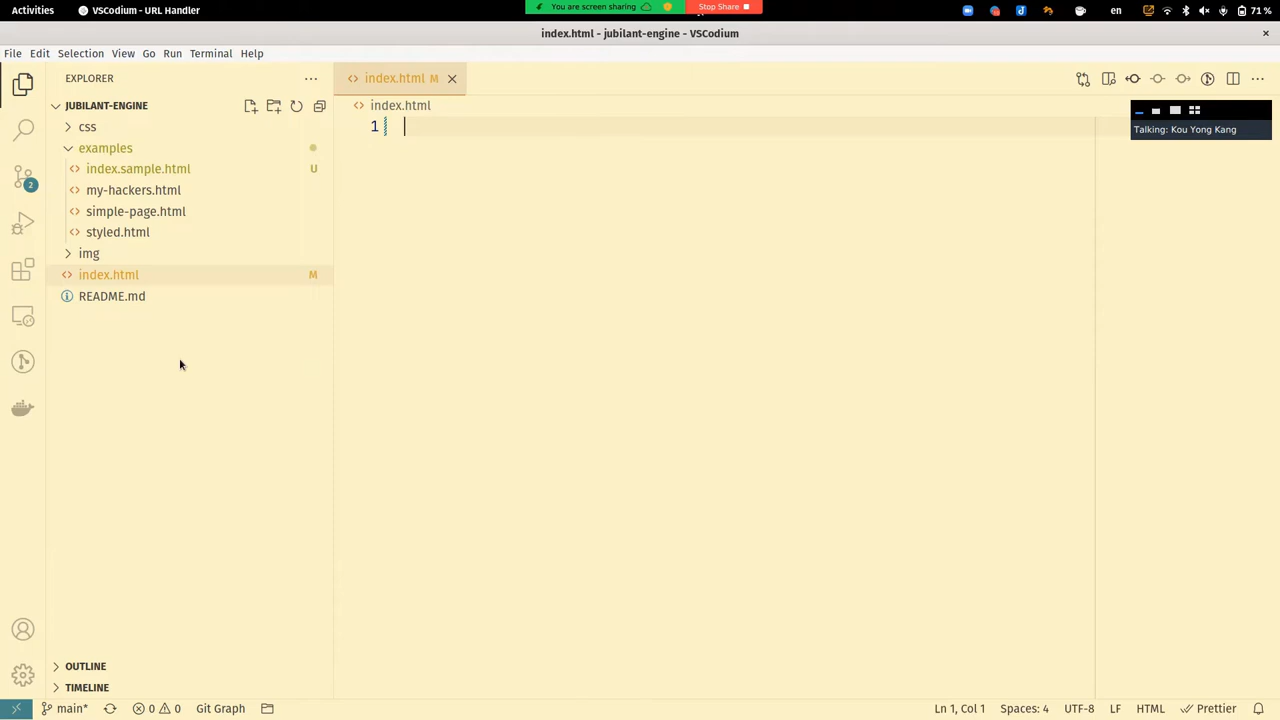 Activities
VSCodium - URL Handler
You are screen sharing
Stop Share
en
71 %
index.html - jubilant-engine - VSCodium
File Edit Selection View Go Run Terminal Help
EXPLORER
index.html M
JUBILANT-ENGINE
index.html
css
1
Talking: Kou Yong Kang
examples
index.sample.html U
my-hackers.html
simple-page.html
styled.html
2
img
index.html M
README.md
OUTLINE
TIMELINE
main* 0 0 Git Graph Ln 1, Col 1 Spaces: 4 UTF-8 LF HTML Prettier